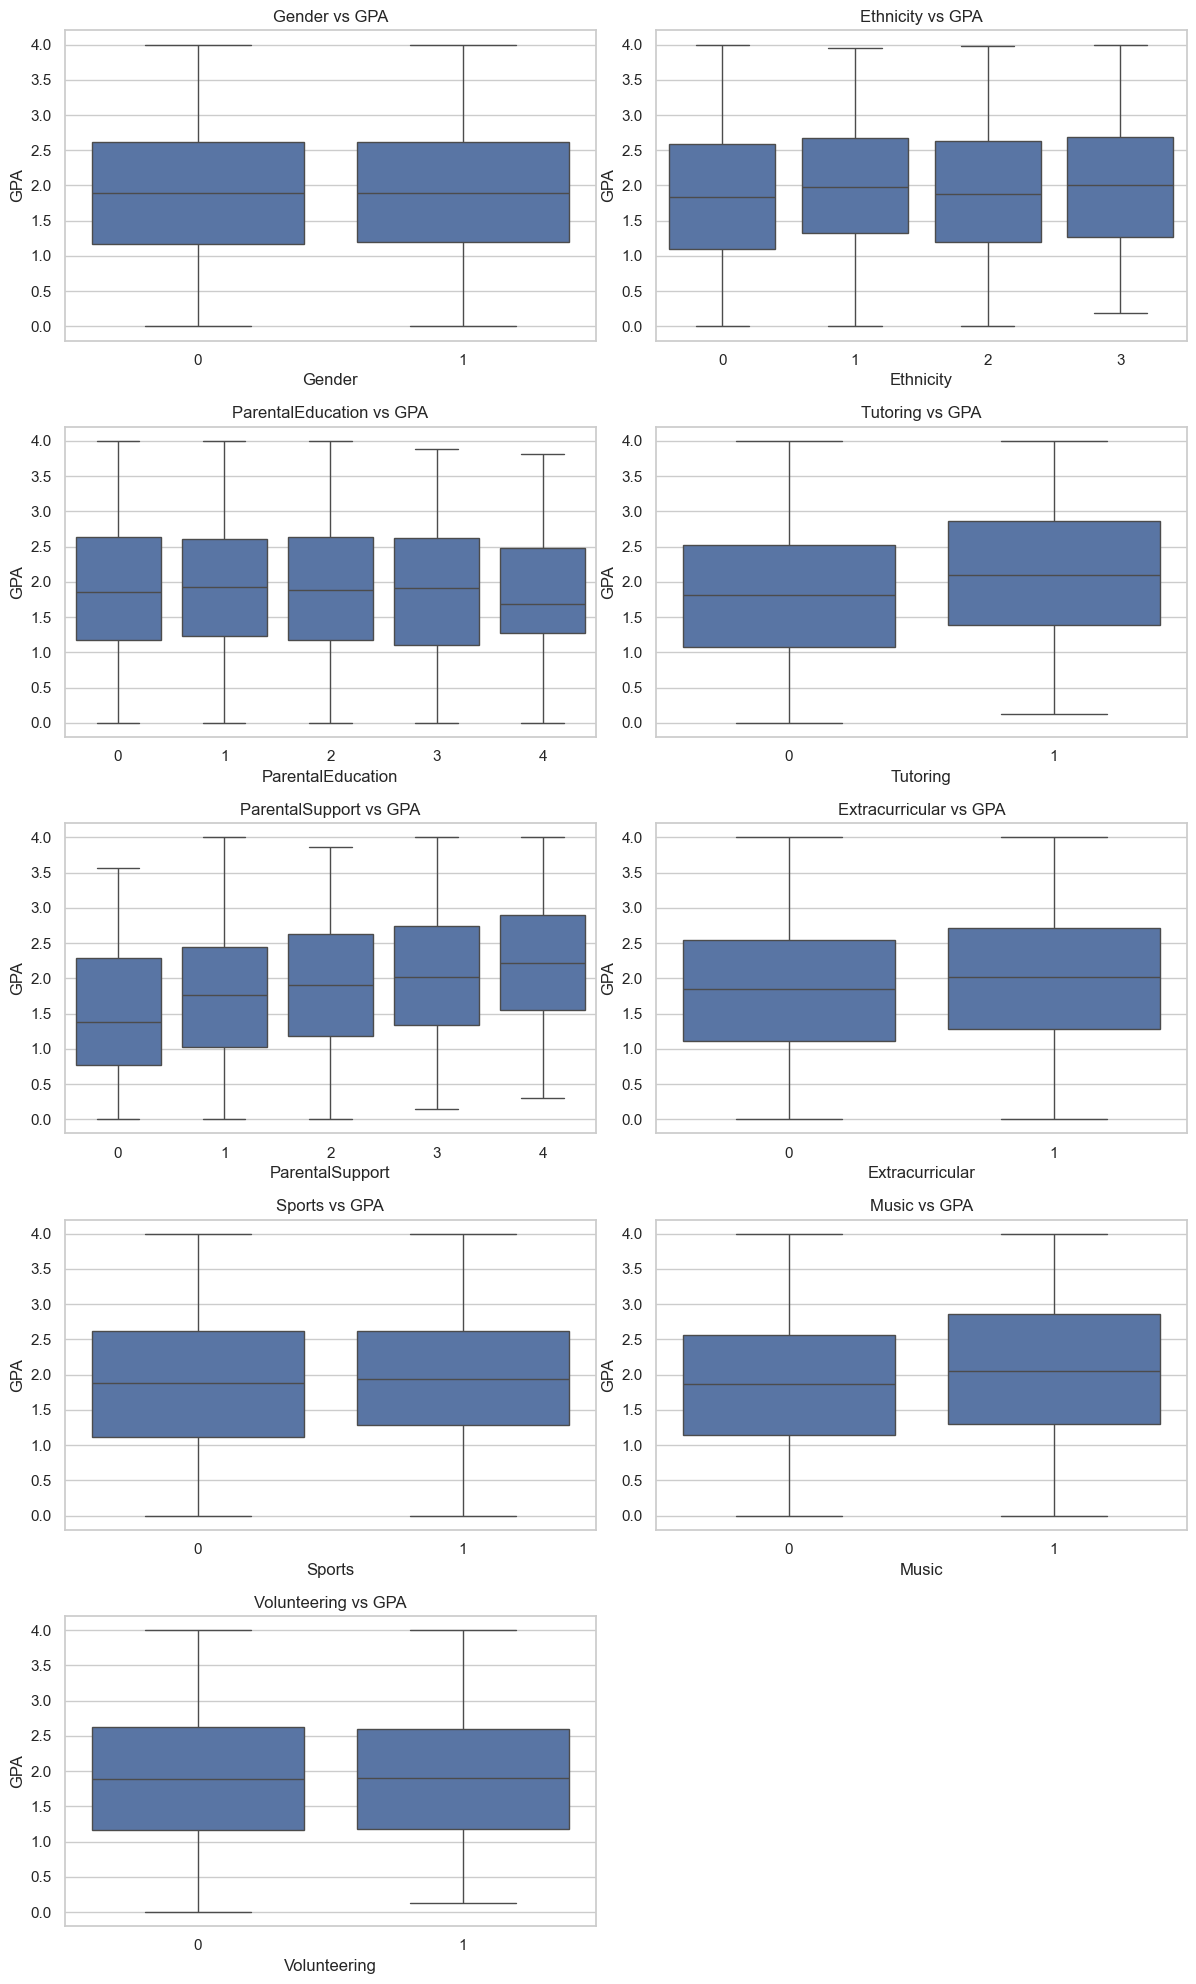 Gender vs GPA
4.0
3.5
3.0
2.5
2.0
1.5
1.0
0.5
0.0
GPA
0 1
Gender
Ethnicity vs GPA
4.0
3.5
3.0
2.5
2.0
1.5
1.0
0.5
0.0
GPA
0 1 2 3
Ethnicity
ParentalEducation vs GPA
4.0
3.5
3.0
2.5
2.0
1.5
1.0
0.5
0.0
GPA
0 1 2 3 4
ParentalEducation
Tutoring vs GPA
4.0
3.5
3.0
2.5
2.0
1.5
1.0
0.5
0.0
GPA
0 1
Tutoring
ParentalSupport vs GPA
4.0
3.5
3.0
2.5
2.0
1.5
1.0
0.5
0.0
GPA
0 1 2 3 4
ParentalSupport
Extracurricular vs GPA
4.0
3.5
3.0
2.5
2.0
1.5
1.0
0.5
0.0
GPA
0 1
Extracurricular
Sports vs GPA
4.0
3.5
3.0
2.5
2.0
1.5
1.0
0.5
0.0
GPA
0 1
Sports
Music vs GPA
4.0
3.5
3.0
2.5
2.0
1.5
1.0
0.5
0.0
GPA
0 1
Music
Volunteering vs GPA
4.0
3.5
3.0
2.5
2.0
1.5
1.0
0.5
0.0
GPA
0 1
Volunteering